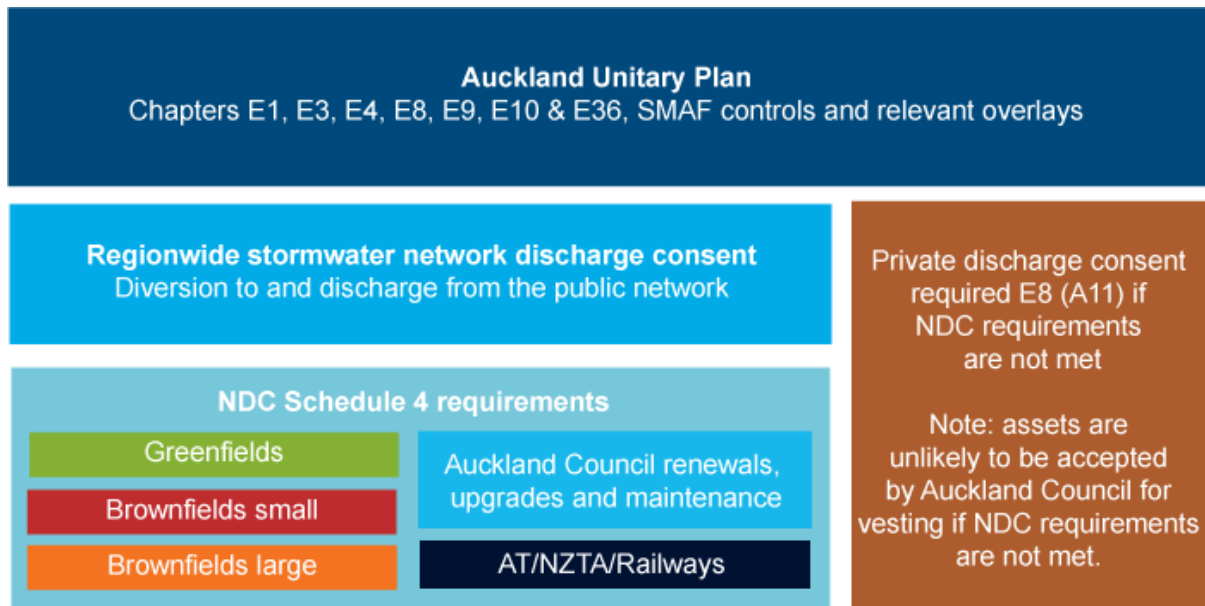 Auckland Unitary Plan
Chapters E1, E3, E4, E8, E9, E10 & E36, SMAF controls and relevant overlays
Regionwide stormwater network discharge consent
Diversion to and discharge from the public network
NDC Schedule 4 requirements
Greenfields
Brownfields small
Brownfields large
Auckland Council renewals,
upgrades and maintenance
AT/NZTA/Railways
Private discharge consent
required E8 (A11) if
NDC requirements
are not met
Note: assets are
unlikely to be accepted
by Auckland Council for
vesting if NDC requirements
are not met.